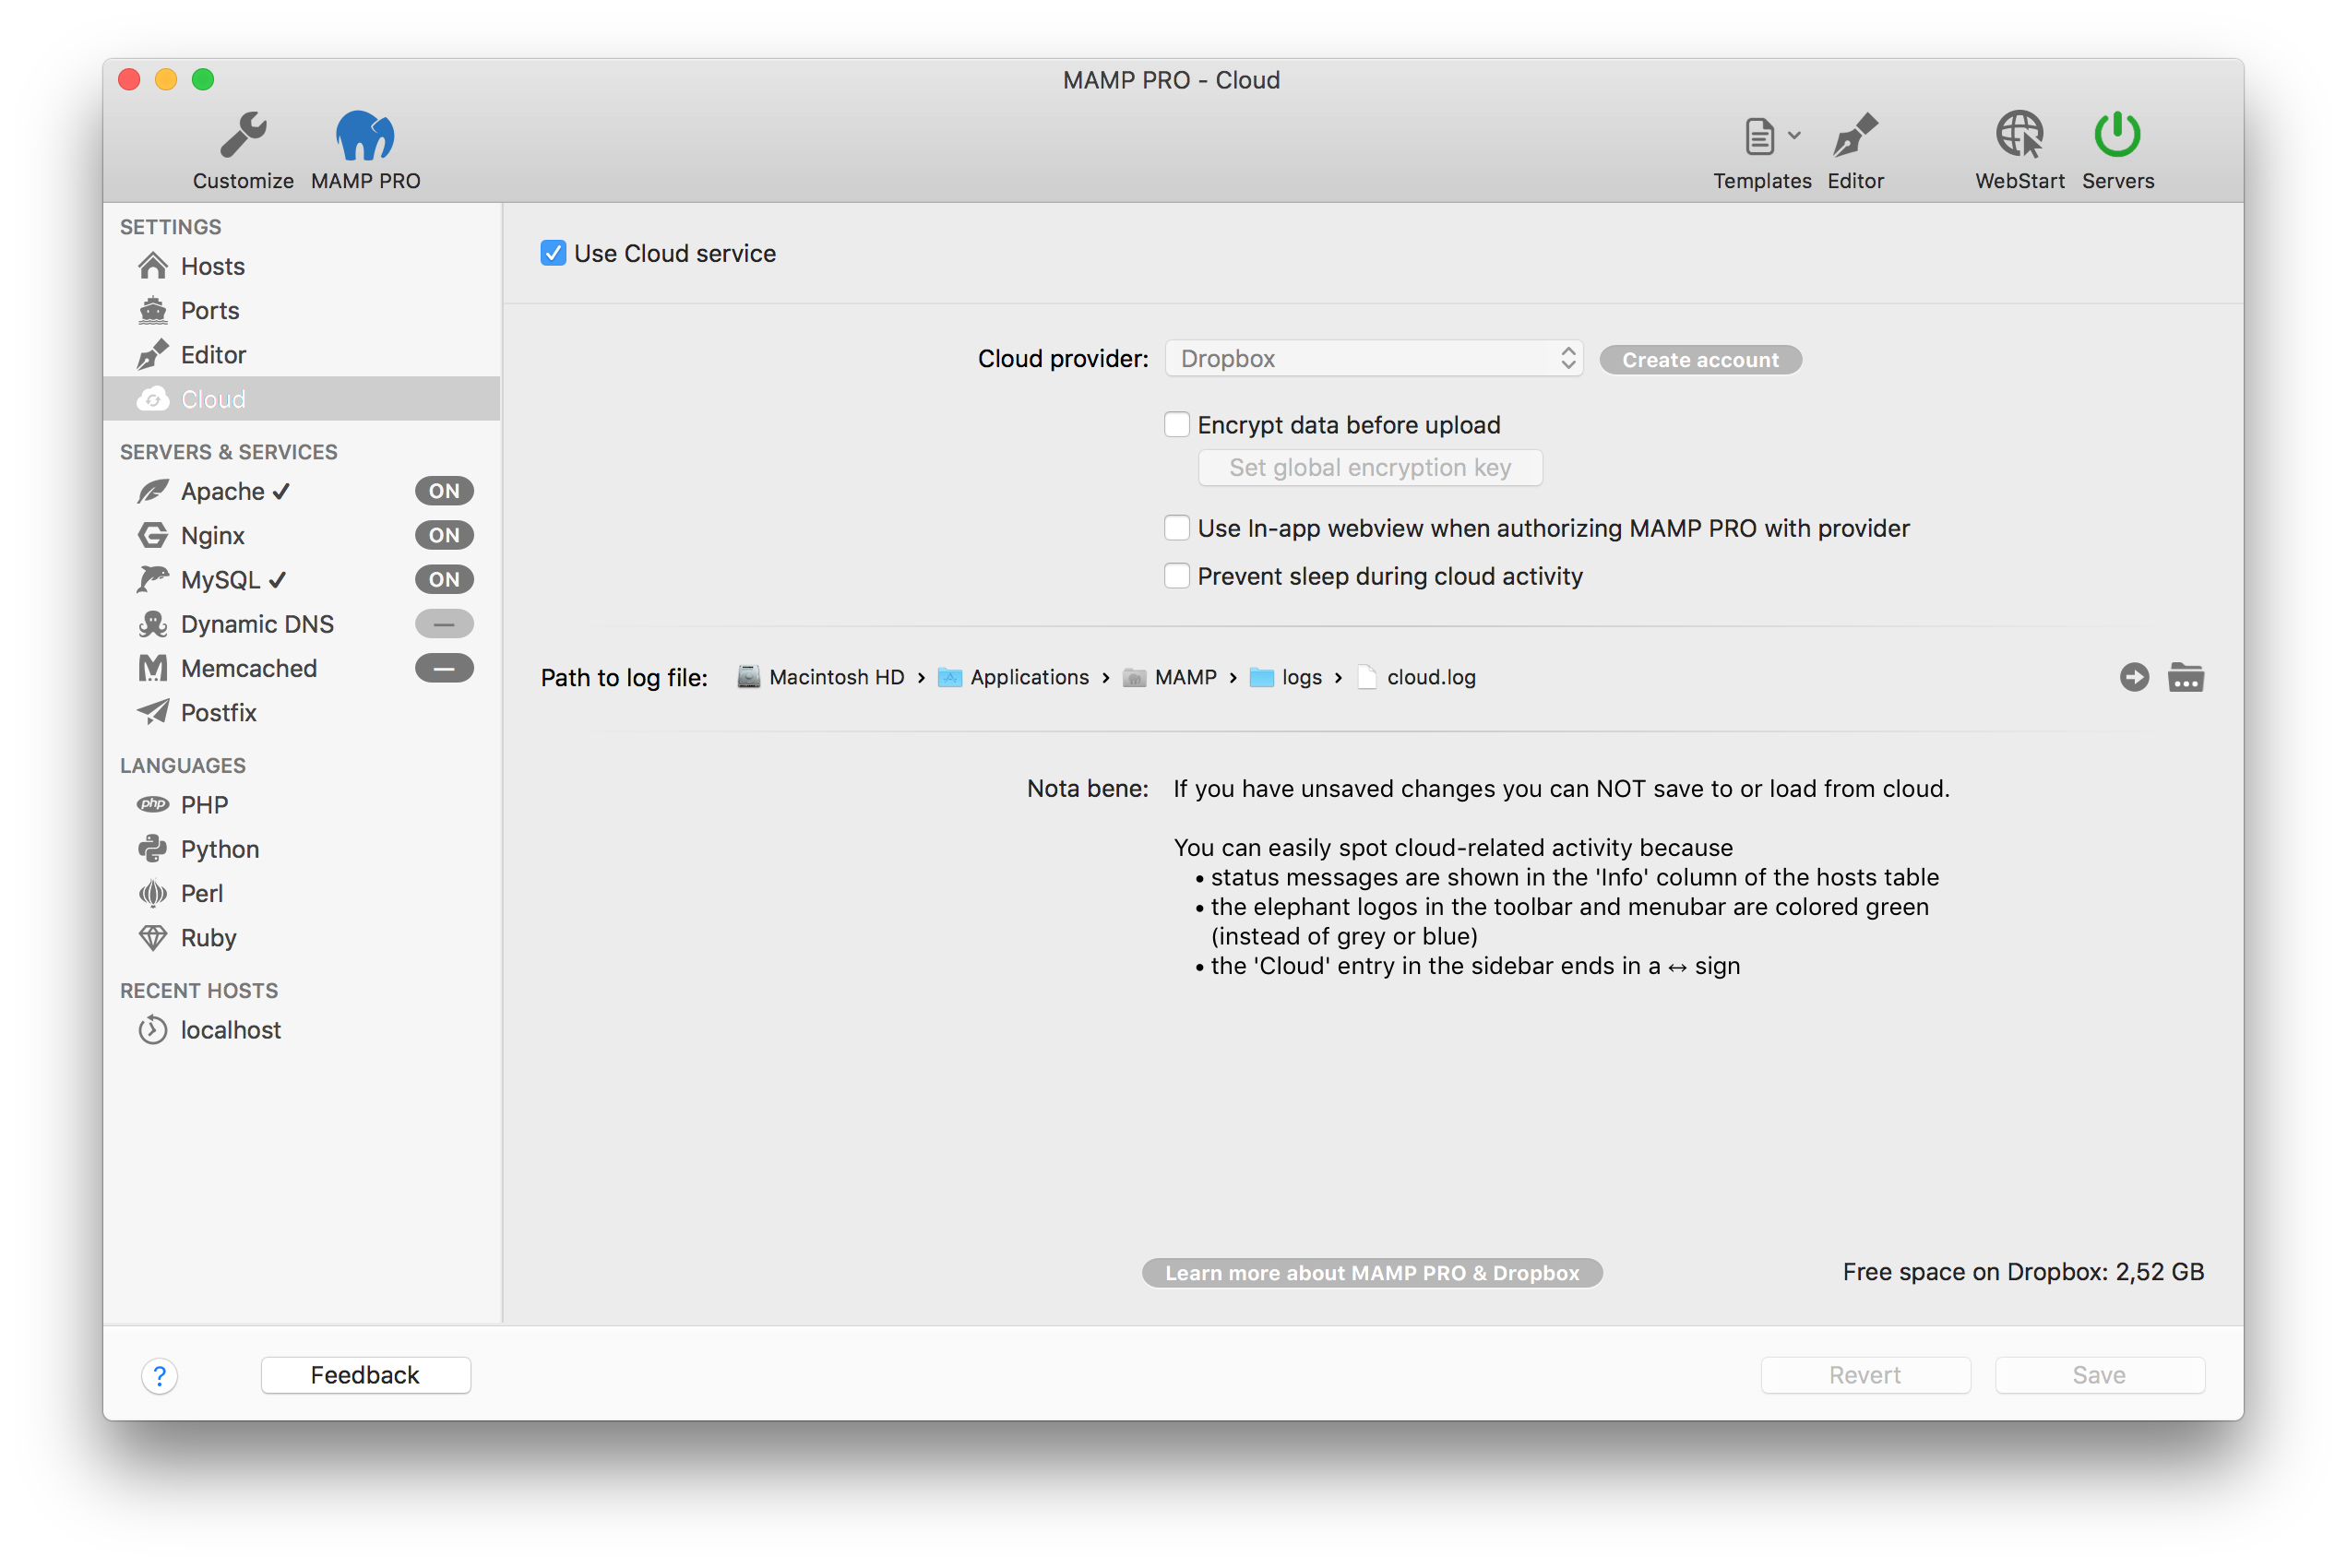 MAMP PRO - Cloud
Customize
MAMP PRO
Templates
Editor
WebStart
Servers
SETTINGS
Hosts
Ports
Editor
Cloud
SERVERS & SERVICES
Apache ✓ ON
Nginx ON
MySQL ✓ ON
Dynamic DNS —
Memcached —
Postfix
LANGUAGES
php PHP
Python
Perl
Ruby
RECENT HOSTS
localhost
Use Cloud service
Cloud provider: Dropbox Create account
Encrypt data before upload
Set global encryption key
Use In-app webview when authorizing MAMP PRO with provider
Prevent sleep during cloud activity
Path to log file: Macintosh HD › Applications › MAMP › logs › cloud.log
Nota bene: If you have unsaved changes you can NOT save to or load from cloud.
You can easily spot cloud-related activity because
• status messages are shown in the 'Info' column of the hosts table
• the elephant logos in the toolbar and menubar are colored green
(instead of grey or blue)
• the 'Cloud' entry in the sidebar ends in a ↔ sign
Learn more about MAMP PRO & Dropbox
Free space on Dropbox: 2,52 GB
? Feedback
Revert
Save